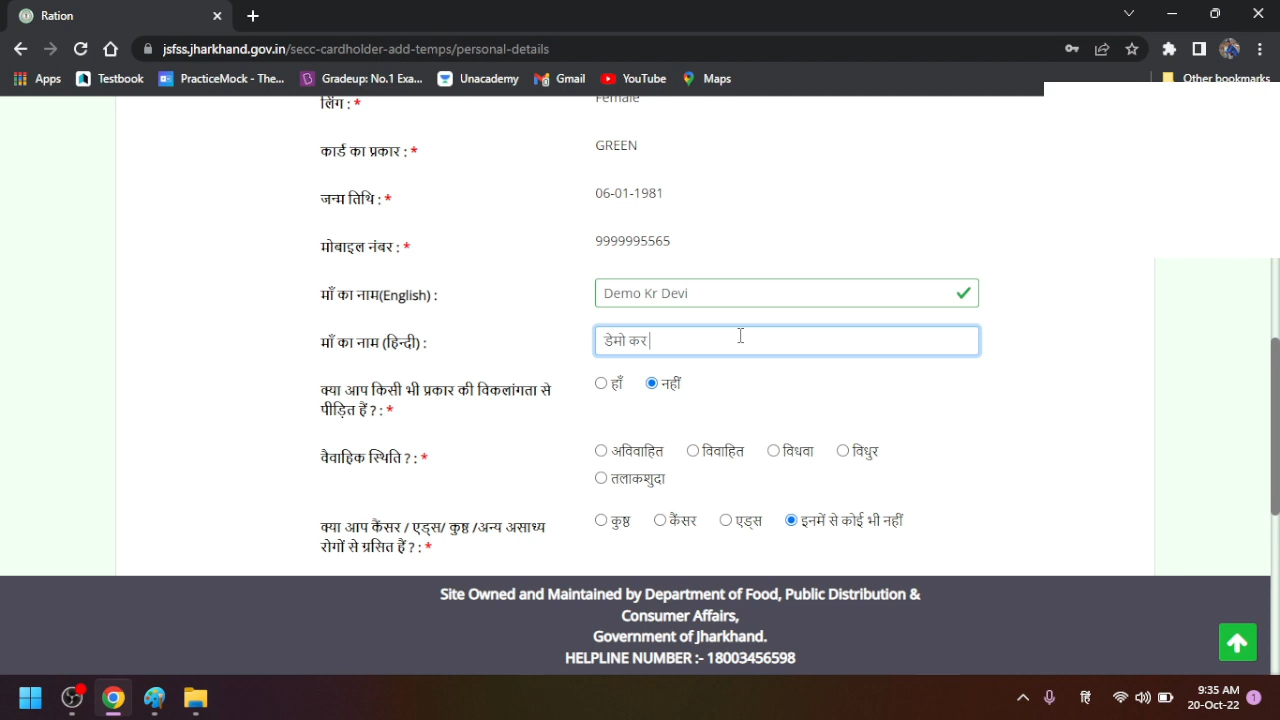 Ration
jsfss.jharkhand.gov.in/secc-cardholder-add-temps/personal-details
Apps Testbook PracticeMock - The... Gradeup: No.1 Exa... Unacademy Gmail YouTube Maps Other bookmarks
लिंग : * Female
कार्ड का प्रकार : * GREEN
जन्म तिथि : * 06-01-1981
मोबाइल नंबर : * 9999995565
माँ का नाम(English) : Demo Kr Devi
माँ का नाम (हिन्दी) : डेमो कर
क्या आप किसी भी प्रकार की विकलांगता से हाँ नहीं
पीड़ित हैं ? : *
वैवाहिक स्थिति ? : * अविवाहित विवाहित विधवा विधुर
तलाकशुदा
क्या आप कैंसर / एड्स/ कुष्ठ /अन्य असाध्य कुष्ठ कैंसर एड्स इनमें से कोई भी नहीं
रोगों से ग्रसित हैं ? : *
Site Owned and Maintained by Department of Food, Public Distribution &
Consumer Affairs,
Government of Jharkhand.
HELPLINE NUMBER :- 18003456598
हिं 9:35 AM
20-Oct-22 1